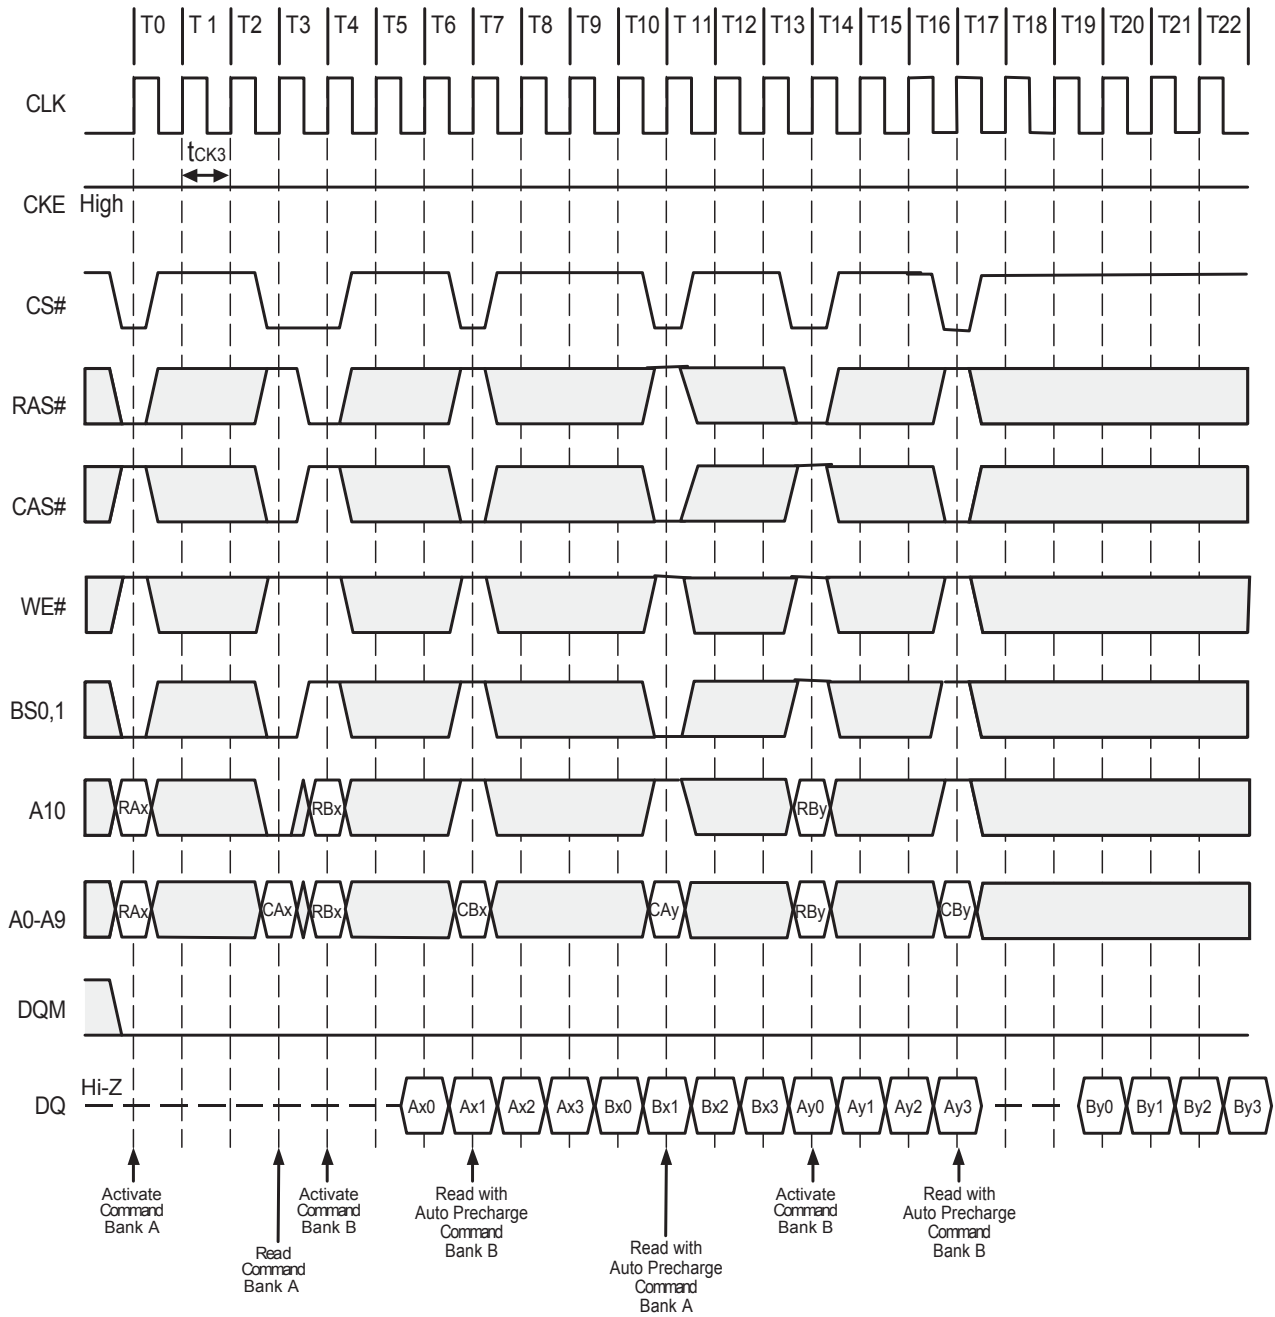 T0 T 1 T2 T3 T4 T5 T6 T7 T8 T9 T10 T 11 T12 T13 T14 T15 T16 T17 T18 T19 T20 T21 T22
CLK
tCK3
CKE High
CS#
RAS#
CAS#
WE#
BS0,1
A10 RAx RBx RBy
A0-A9 RAx CAx RBx CBx CAy RBy CBy
DQM
Hi-Z
DQ Ax0 Ax1 Ax2 Ax3 Bx0 Bx1 Bx2 Bx3 Ay0 Ay1 Ay2 Ay3 By0 By1 By2 By3
Activate
Command
Bank A
Read
Command
Bank A
Activate
Command
Bank B
Read with
Auto Precharge
Command
Bank B
Read with
Auto Precharge
Command
Bank A
Activate
Command
Bank B
Read with
Auto Precharge
Command
Bank B